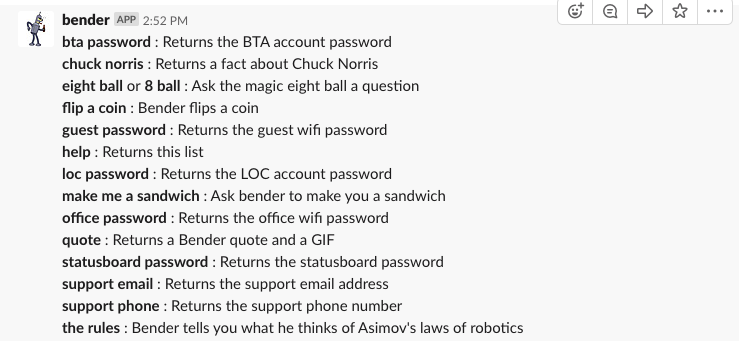 bender APP 2:52 PM
bta password : Returns the BTA account password
chuck norris : Returns a fact about Chuck Norris
eight ball or 8 ball : Ask the magic eight ball a question
flip a coin : Bender flips a coin
guest password : Returns the guest wifi password
help : Returns this list
loc password : Returns the LOC account password
make me a sandwich : Ask bender to make you a sandwich
office password : Returns the office wifi password
quote : Returns a Bender quote and a GIF
statusboard password : Returns the statusboard password
support email : Returns the support email address
support phone : Returns the support phone number
the rules : Bender tells you what he thinks of Asimov's laws of robotics